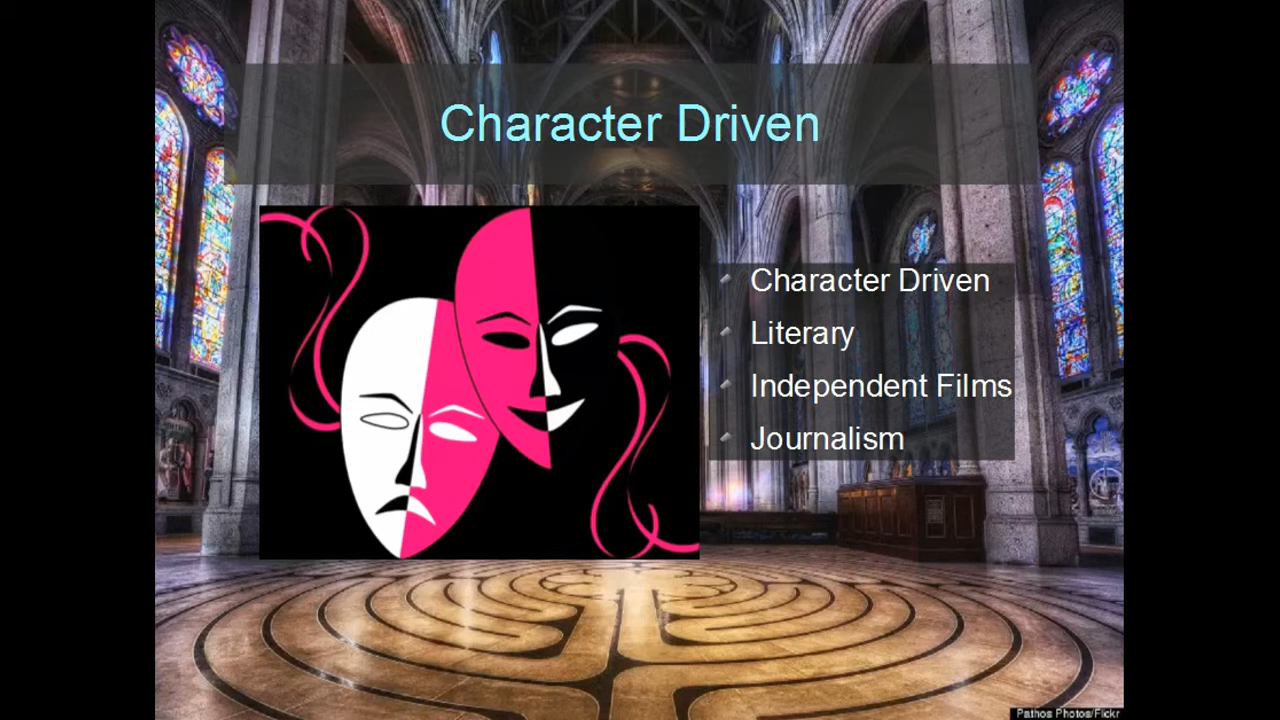 Character Driven
Character Driven
Literary
Independent Films
Journalism
Pathos Photos/Flickr